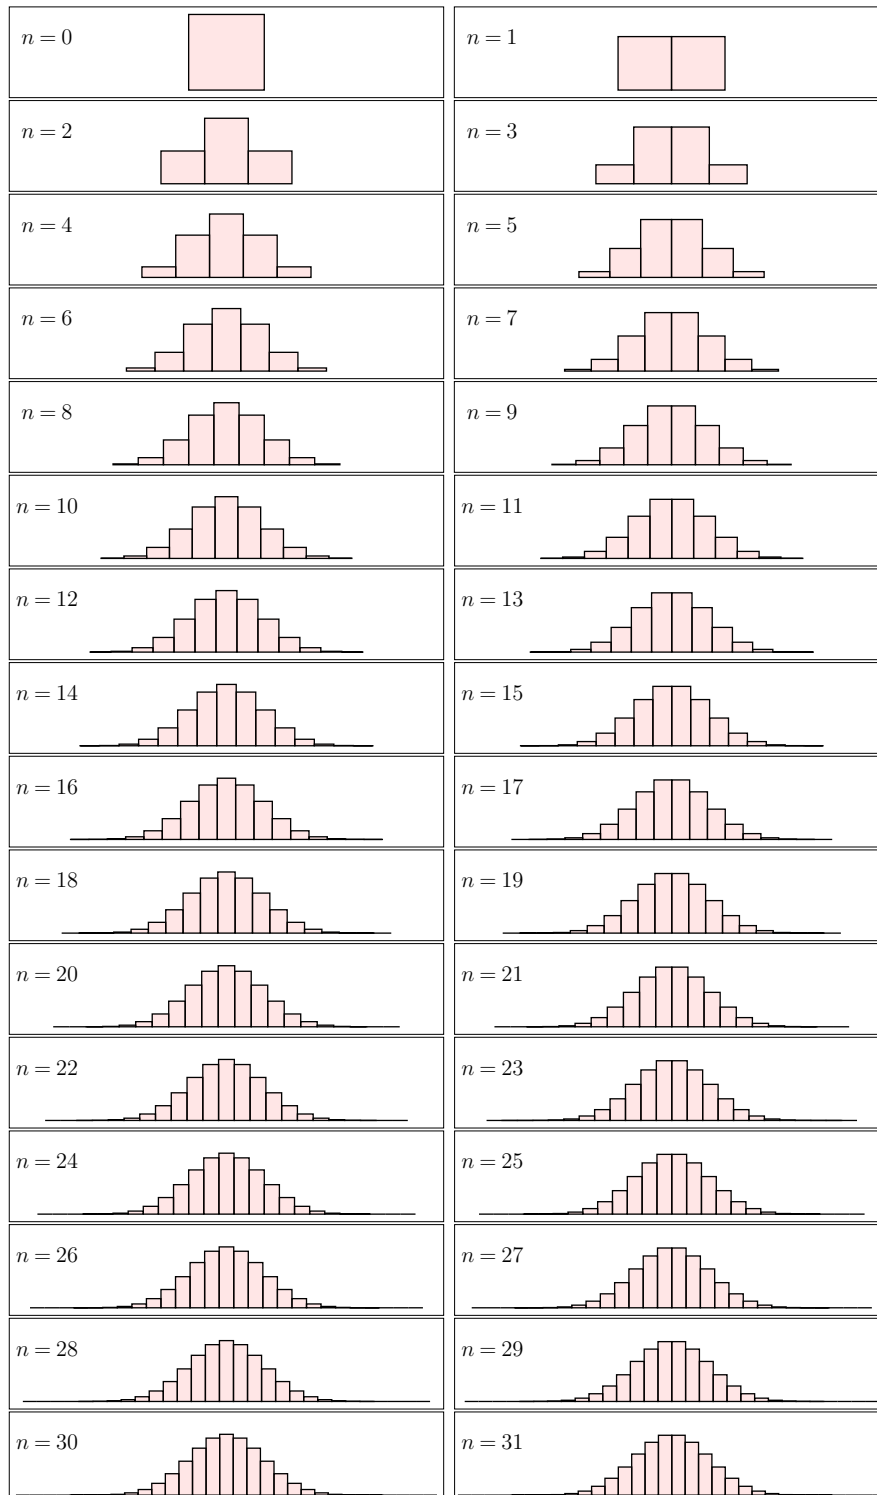 n = 0
n = 1
n = 2
n = 3
n = 4
n = 5
n = 6
n = 7
n = 8
n = 9
n = 10
n = 11
n = 12
n = 13
n = 14
n = 15
n = 16
n = 17
n = 18
n = 19
n = 20
n = 21
n = 22
n = 23
n = 24
n = 25
n = 26
n = 27
n = 28
n = 29
n = 30
n = 31